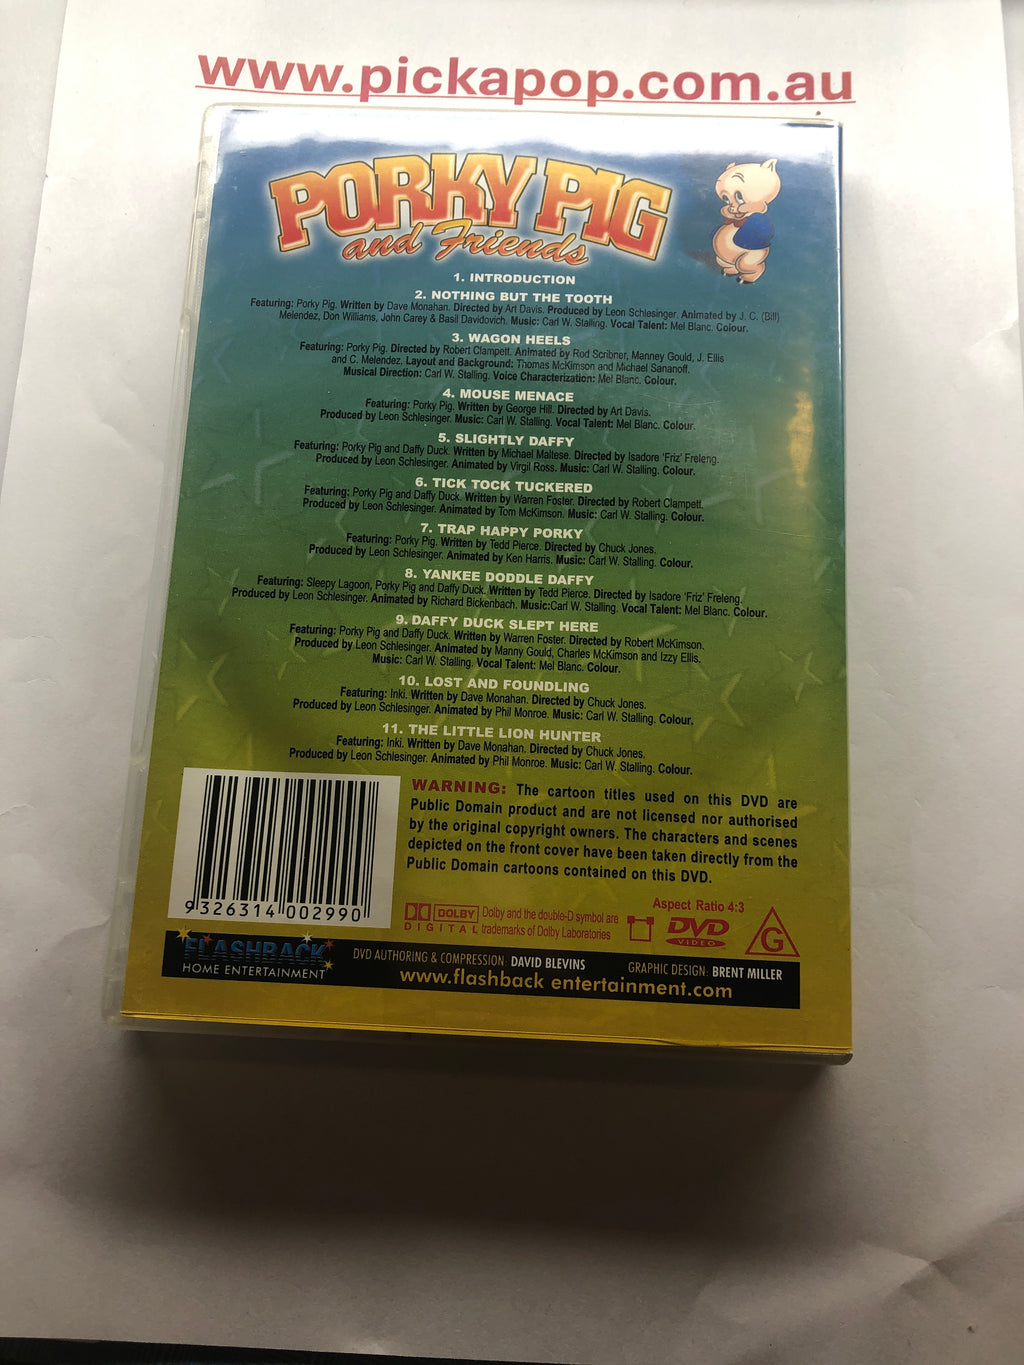 www.pickapop.com.au
PORKY PIG
and Friends
1. INTRODUCTION
2. NOTHING BUT THE TOOTH
Featuring: Porky Pig. Written by Dave Monahan. Directed by Art Davis. Produced by Leon Schlesinger. Animated by J. C. (Bill)
Melendez, Don Williams, John Carey & Basil Davidovich. Music: Carl W. Stalling. Vocal Talent: Mel Blanc. Colour.
3. WAGON HEELS
Featuring: Porky Pig. Directed by Robert Clampett. Animated by Rod Scribner, Manney Gould, J. Ellis
and C. Melendez. Layout and Background: Thomas McKimson and Michael Sananoff.
Musical Direction: Carl W. Stalling. Voice Characterization: Mel Blanc. Colour.
4. MOUSE MENACE
Featuring: Porky Pig. Written by George Hill. Directed by Art Davis.
Produced by Leon Schlesinger. Music: Carl W. Stalling. Vocal Talent: Mel Blanc. Colour.
5. SLIGHTLY DAFFY
Featuring: Porky Pig and Daffy Duck. Written by Michael Maltese. Directed by Isadore 'Friz' Freleng.
Produced by Leon Schlesinger. Animated by Virgil Ross. Music: Carl W. Stalling. Colour.
6. TICK TOCK TUCKERED
Featuring: Porky Pig and Daffy Duck. Written by Warren Foster. Directed by Robert Clampett.
Produced by Leon Schlesinger. Animated by Tom McKimson. Music: Carl W. Stalling. Colour.
7. TRAP HAPPY PORKY
Featuring: Porky Pig. Written by Tedd Pierce. Directed by Chuck Jones.
Produced by Leon Schlesinger. Animated by Ken Harris. Music: Carl W. Stalling. Colour.
8. YANKEE DODDLE DAFFY
Featuring: Sleepy Lagoon, Porky Pig and Daffy Duck. Written by Tedd Pierce. Directed by Isadore 'Friz' Freleng.
Produced by Leon Schlesinger. Animated by Richard Bickenbach. Music:Carl W. Stalling. Vocal Talent: Mel Blanc. Colour.
9. DAFFY DUCK SLEPT HERE
Featuring: Porky Pig and Daffy Duck. Written by Warren Foster. Directed by Robert McKimson.
Produced by Leon Schlesinger. Animated by Manny Gould, Charles McKimson and Izzy Ellis.
Music: Carl W. Stalling. Vocal Talent: Mel Blanc. Colour.
10. LOST AND FOUNDLING
Featuring: Inki. Written by Dave Monahan. Directed by Chuck Jones.
Produced by Leon Schlesinger. Animated by Phil Monroe. Music: Carl W. Stalling. Colour.
11. THE LITTLE LION HUNTER
Featuring: Inki. Written by Dave Monahan. Directed by Chuck Jones.
Produced by Leon Schlesinger. Animated by Phil Monroe. Music: Carl W. Stalling. Colour.
WARNING: The cartoon titles used on this DVD are
Public Domain product and are not licensed nor authorised
by the original copyright owners. The characters and scenes
depicted on the front cover have been taken directly from the
Public Domain cartoons contained on this DVD.
9 326314 002990
DOLBY
DIGITAL
Dolby and the double-D symbol are
trademarks of Dolby Laboratories
Aspect Ratio 4:3
DVD
VIDEO
G
FLASHBACK
HOME ENTERTAINMENT
DVD AUTHORING & COMPRESSION: DAVID BLEVINS
GRAPHIC DESIGN: BRENT MILLER
www.flashback entertainment.com